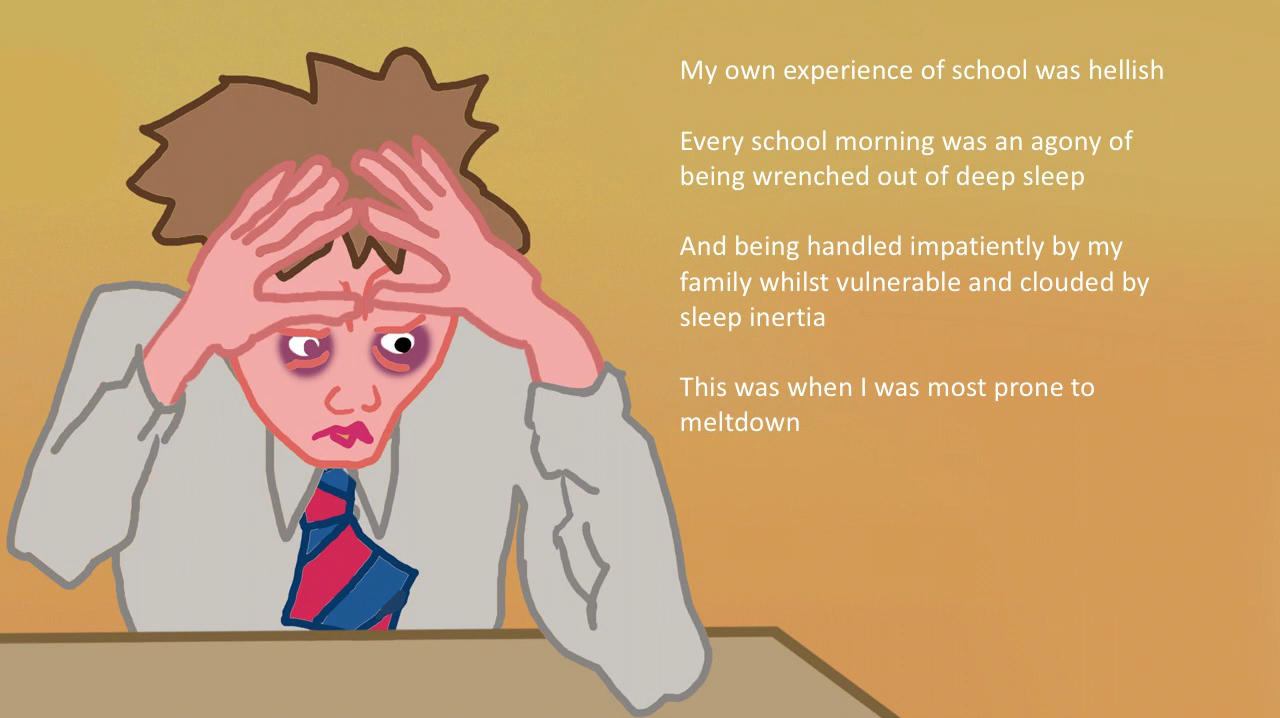 My own experience of school was hellish
Every school morning was an agony of
being wrenched out of deep sleep
And being handled impatiently by my
family whilst vulnerable and clouded by
sleep inertia
This was when I was most prone to
meltdown